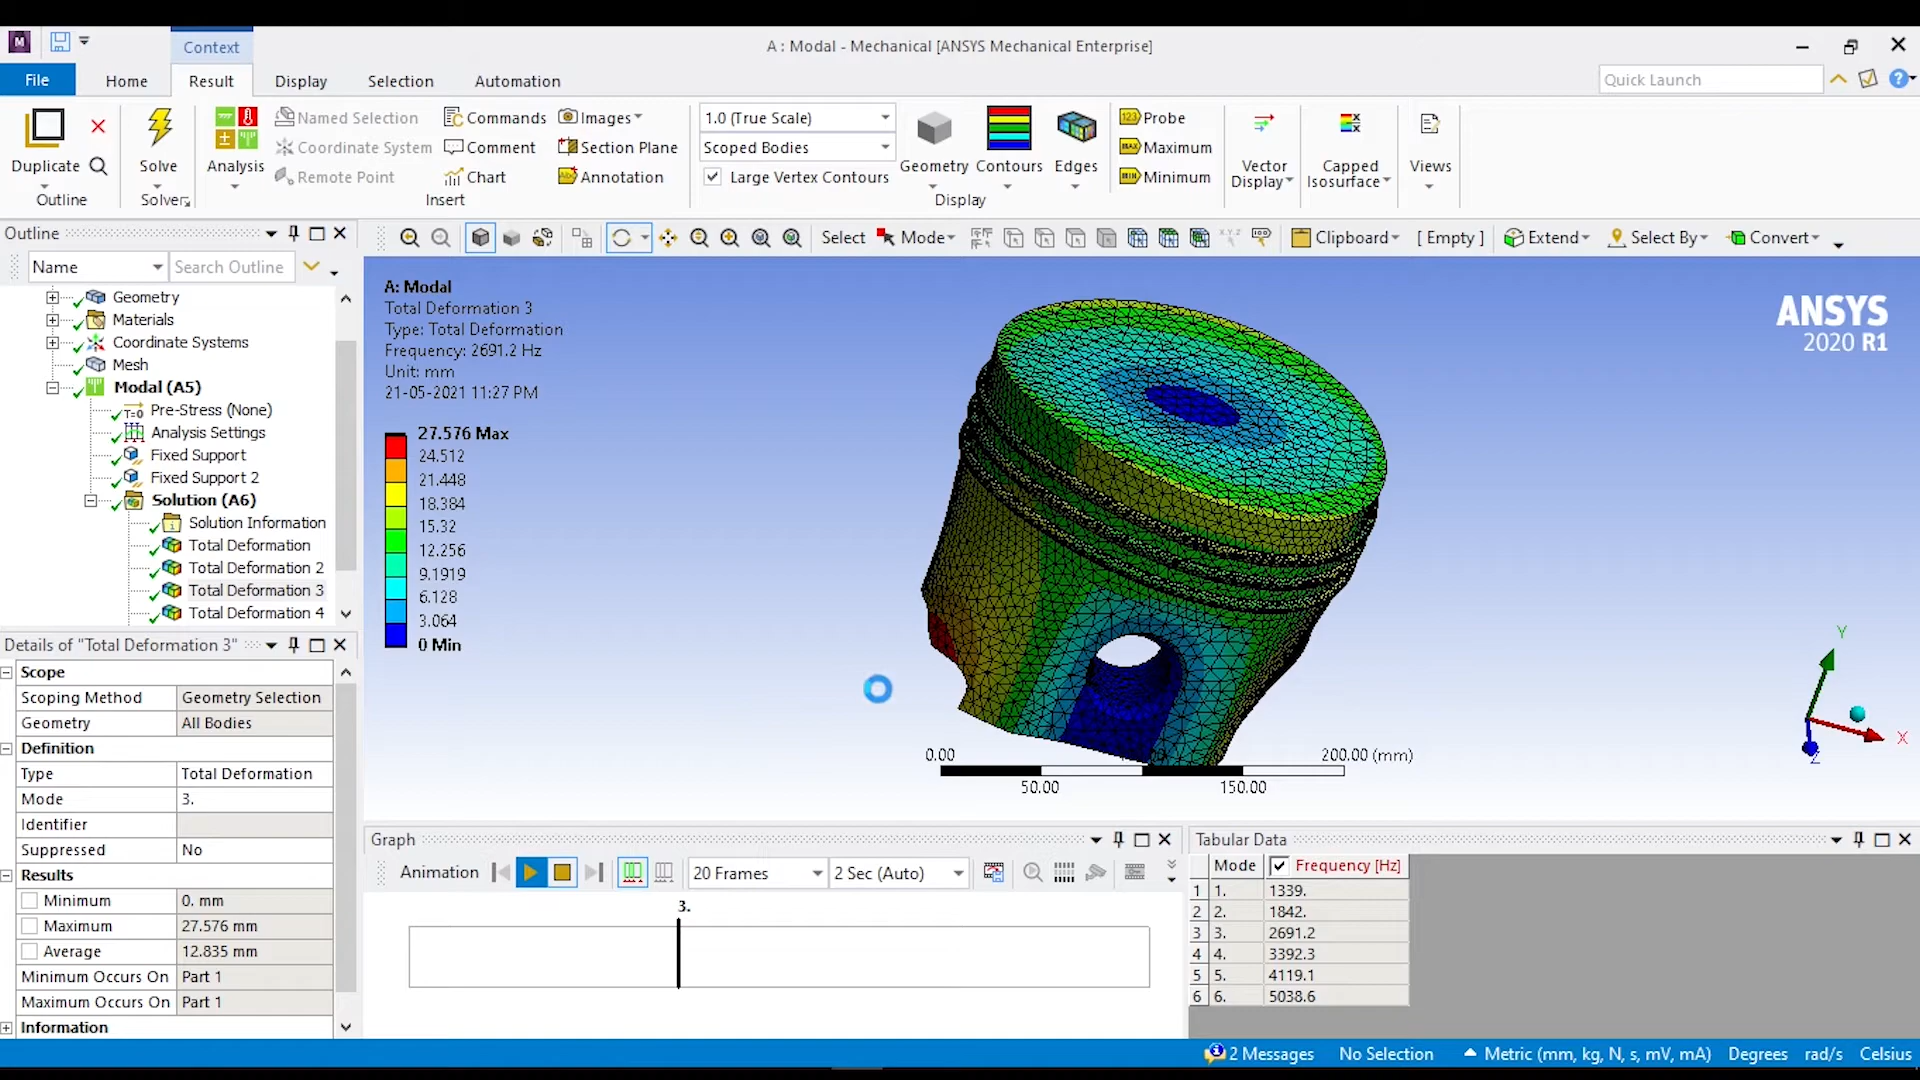 M
Context
A : Modal - Mechanical [ANSYS Mechanical Enterprise]
File
Home
Result
Display
Selection
Automation
Quick Launch
Duplicate
Outline
Solve
Solver
Analysis
Named Selection
Coordinate System
Remote Point
Commands
Comment
Chart
Images
Section Plane
Annotation
Insert
1.0 (True Scale)
Scoped Bodies
Large Vertex Contours
Geometry
Contours
Edges
Display
Probe
Maximum
Minimum
Vector
Display
Capped
Isosurface
Views
Outline
Select
Mode
Clipboard
[ Empty ]
Extend
Select By
Convert
Name
Search Outline
Geometry
Materials
Coordinate Systems
Mesh
Modal (A5)
Pre-Stress (None)
Analysis Settings
Fixed Support
Fixed Support 2
Solution (A6)
Solution Information
Total Deformation
Total Deformation 2
Total Deformation 3
Total Deformation 4
A: Modal
Total Deformation 3
Type: Total Deformation
Frequency: 2691.2 Hz
Unit: mm
21-05-2021 11:27 PM
27.576 Max
24.512
21.448
18.384
15.32
12.256
9.1919
6.128
3.064
0 Min
ANSYS
2020 R1
0.00
200.00 (mm)
50.00
150.00
Y
X
Z
Details of "Total Deformation 3"
Scope
Scoping Method Geometry Selection
Geometry All Bodies
Definition
Type Total Deformation
Mode 3.
Identifier
Suppressed No
Results
Minimum 0. mm
Maximum 27.576 mm
Average 12.835 mm
Minimum Occurs On Part 1
Maximum Occurs On Part 1
Information
Graph
Animation
20 Frames
2 Sec (Auto)
3.
Tabular Data
Mode Frequency [Hz]
1 1. 1339.
2 2. 1842.
3 3. 2691.2
4 4. 3392.3
5 5. 4119.1
6 6. 5038.6
2 Messages
No Selection
Metric (mm, kg, N, s, mV, mA)
Degrees
rad/s
Celsius